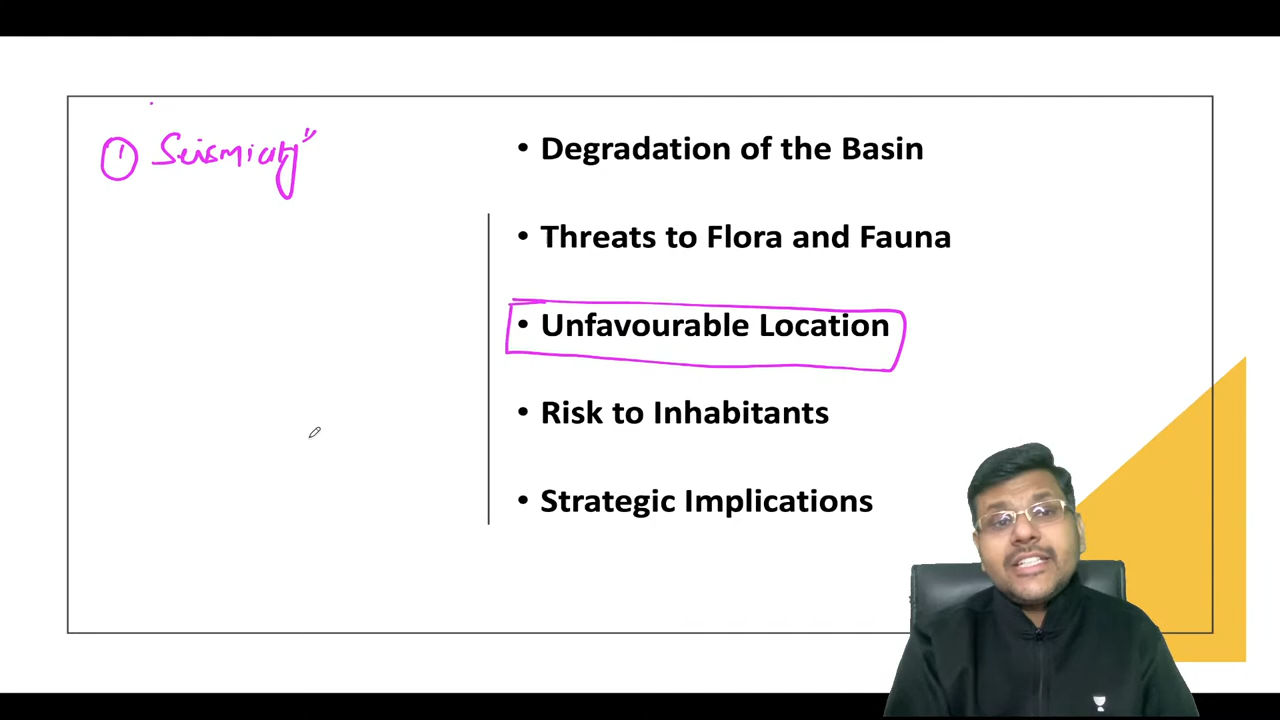 ① Seismicity"
• Degradation of the Basin
• Threats to Flora and Fauna
• Unfavourable Location
• Risk to Inhabitants
• Strategic Implications